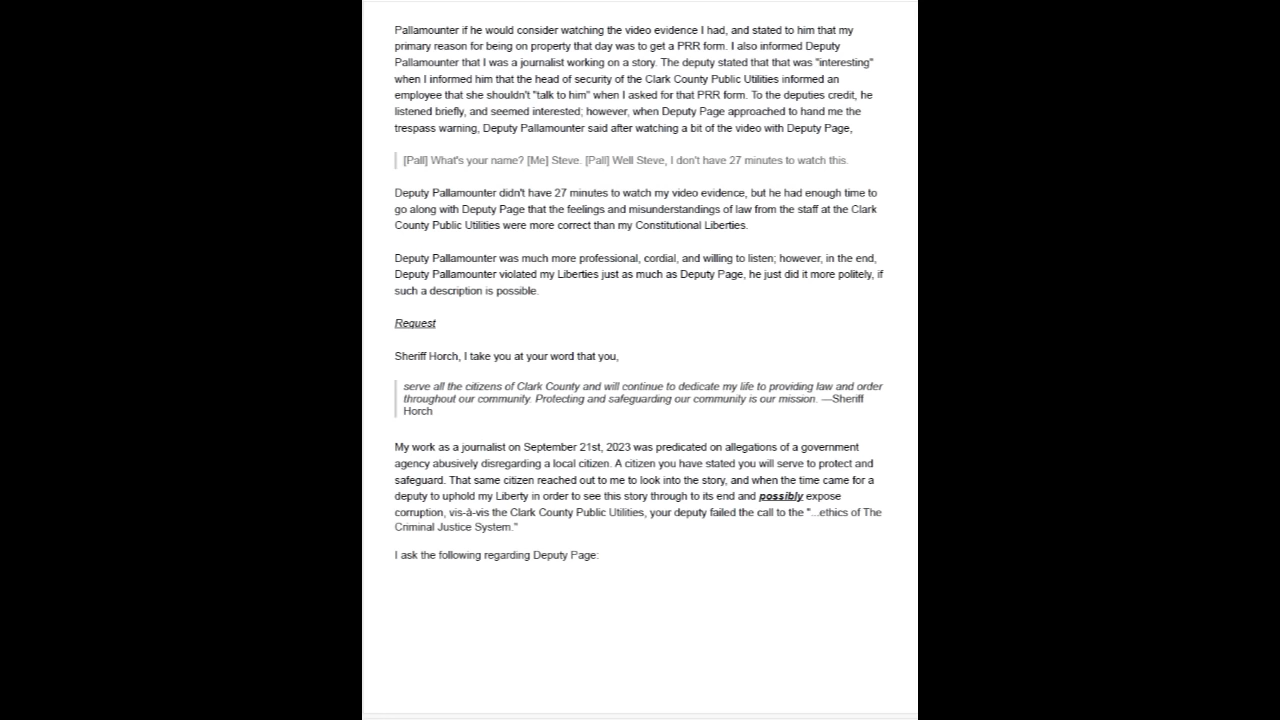 Pallamounter if he would consider watching the video evidence I had, and stated to him that my
primary reason for being on property that day was to get a PRR form. I also informed Deputy
Pallamounter that I was a journalist working on a story. The deputy stated that that was "interesting"
when I informed him that the head of security of the Clark County Public Utilities informed an
employee that she shouldn't "talk to him" when I asked for that PRR form. To the deputies credit, he
listened briefly, and seemed interested; however, when Deputy Page approached to hand me the
trespass warning, Deputy Pallamounter said after watching a bit of the video with Deputy Page,
[Pall] What's your name? [Me] Steve. [Pall] Well Steve, I don't have 27 minutes to watch this.
Deputy Pallamounter didn't have 27 minutes to watch my video evidence, but he had enough time to
go along with Deputy Page that the feelings and misunderstandings of law from the staff at the Clark
County Public Utilities were more correct than my Constitutional Liberties.
Deputy Pallamounter was much more professional, cordial, and willing to listen; however, in the end,
Deputy Pallamounter violated my Liberties just as much as Deputy Page, he just did it more politely, if
such a description is possible.
Request
Sheriff Horch, I take you at your word that you,
serve all the citizens of Clark County and will continue to dedicate my life to providing law and order
throughout our community. Protecting and safeguarding our community is our mission. —Sheriff
Horch
My work as a journalist on September 21st, 2023 was predicated on allegations of a government
agency abusively disregarding a local citizen. A citizen you have stated you will serve to protect and
safeguard. That same citizen reached out to me to look into the story, and when the time came for a
deputy to uphold my Liberty in order to see this story through to its end and possibly expose
corruption, vis-à-vis the Clark County Public Utilities, your deputy failed the call to the "...ethics of The
Criminal Justice System."
I ask the following regarding Deputy Page: